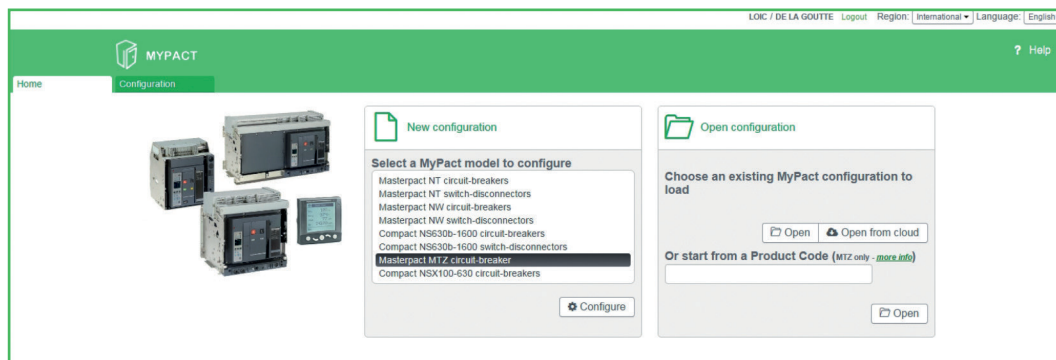 LOIC / DE LA GOUTTE Logout Region: International Language: English
MYPACT
? Help
Home
Configuration
New configuration
Select a MyPact model to configure
Masterpact NT circuit-breakers
Masterpact NT switch-disconnectors
Masterpact NW circuit-breakers
Masterpact NW switch-disconnectors
Compact NS630b-1600 circuit-breakers
Compact NS630b-1600 switch-disconnectors
Masterpact MTZ circuit-breaker
Compact NSX100-630 circuit-breakers
Configure
Open configuration
Choose an existing MyPact configuration to
load
Open Open from cloud
Or start from a Product Code (MTZ only - more info)
Open